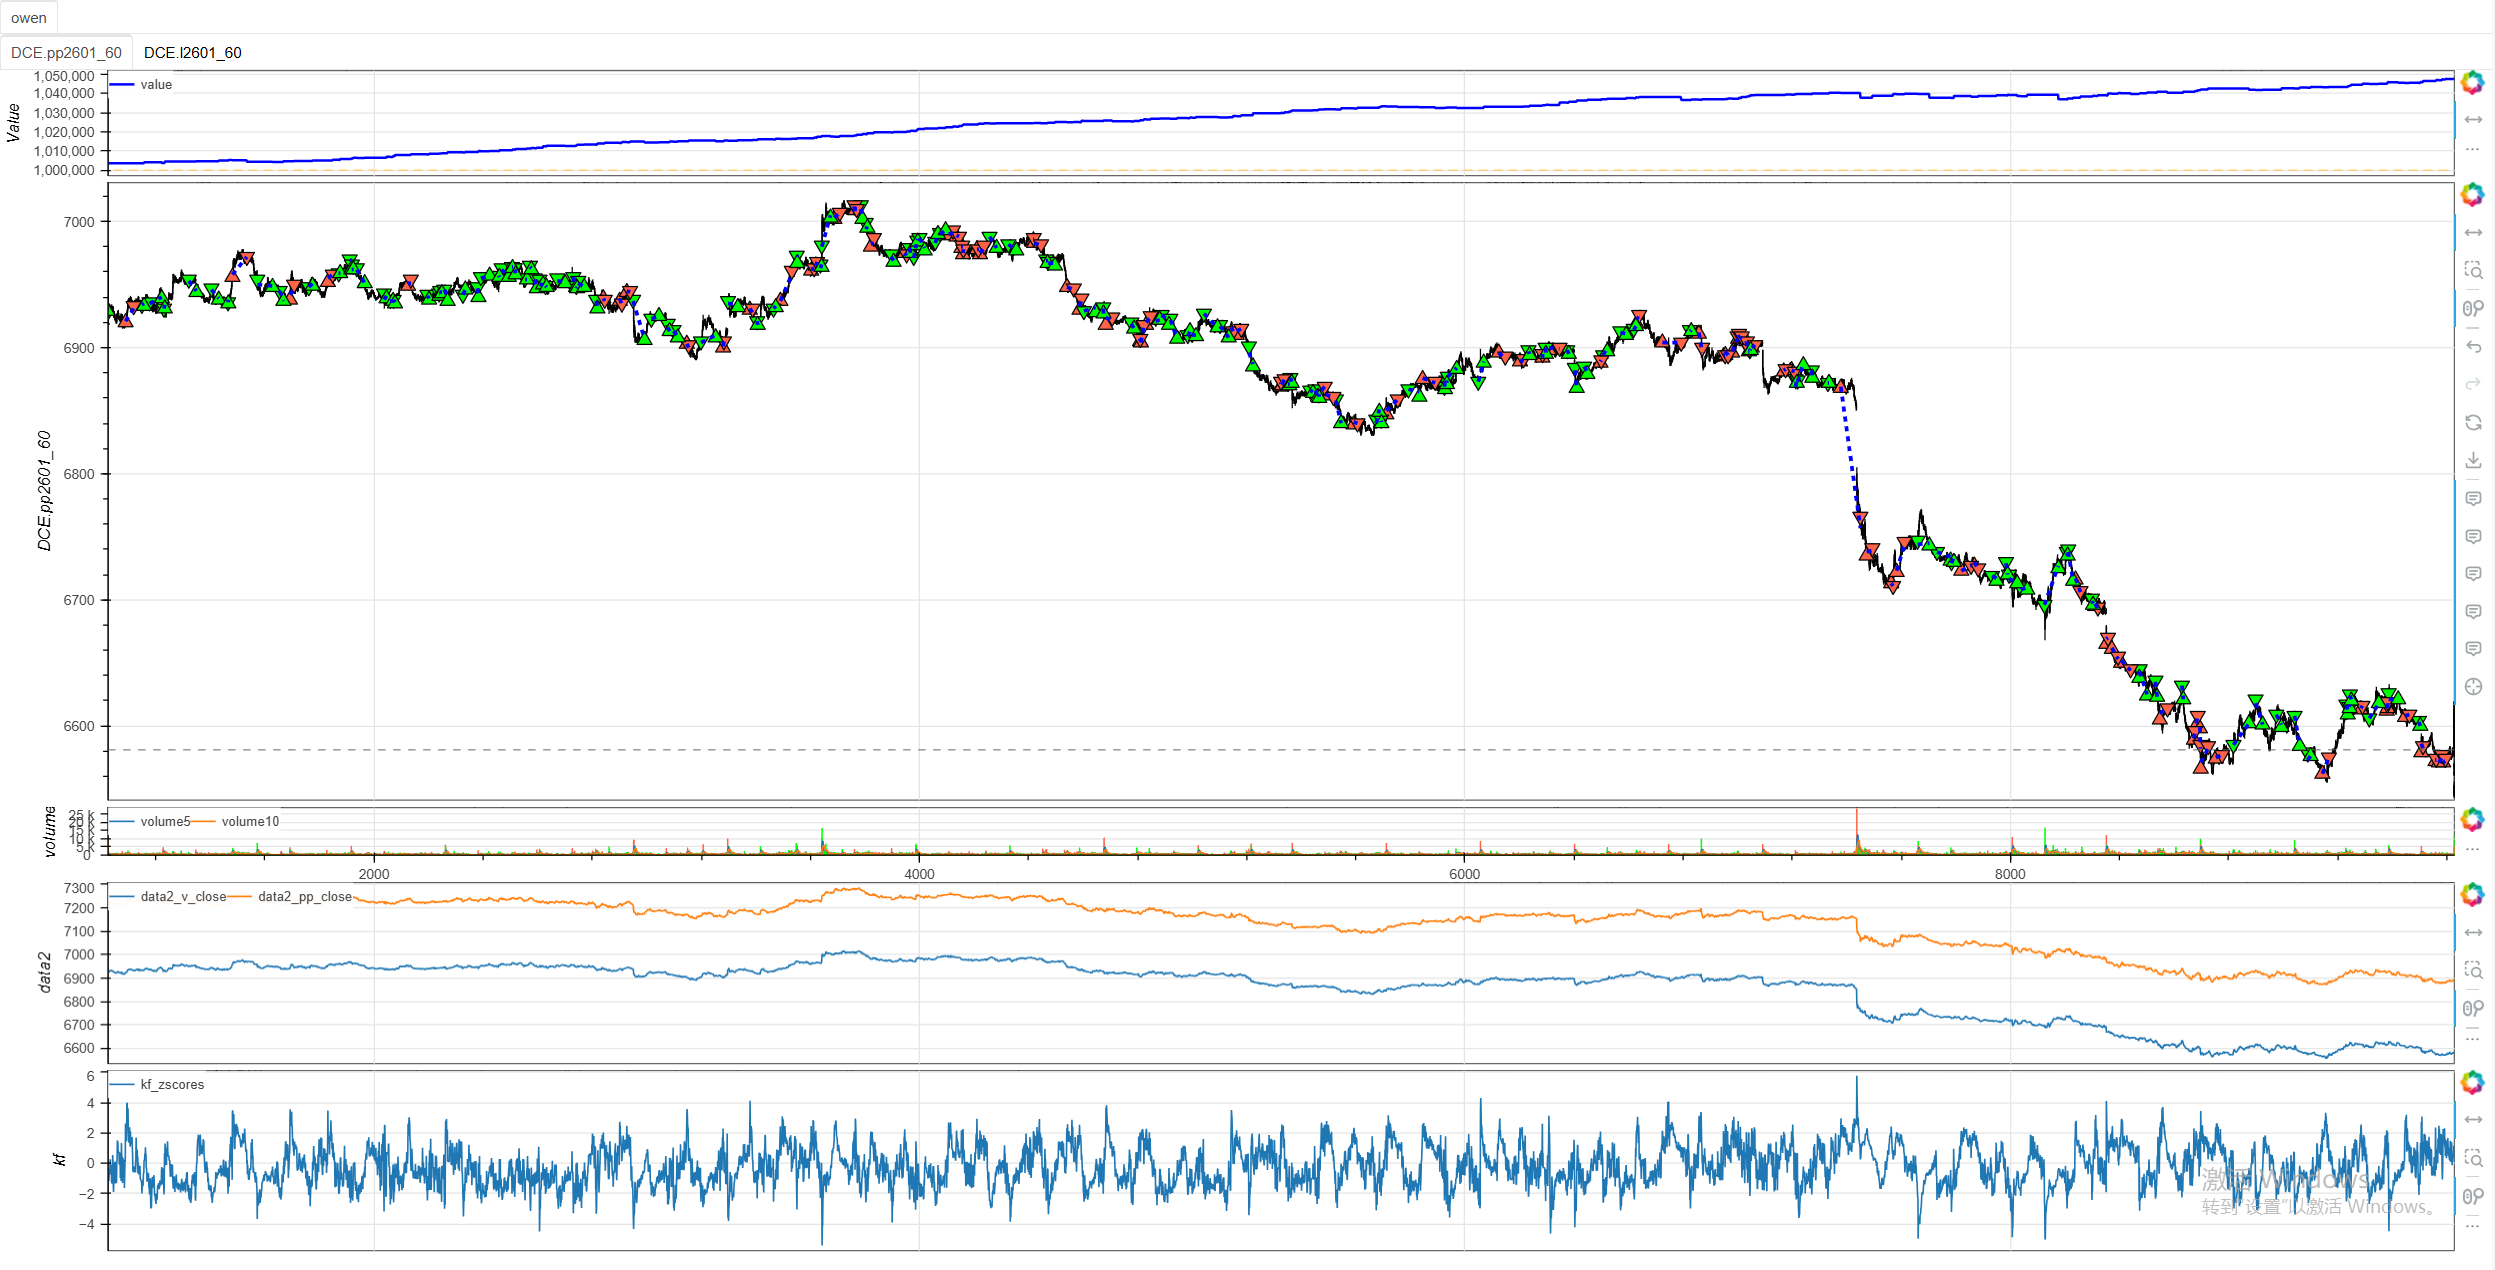 owen
DCE.pp2601_60 DCE.l2601_60
Value
1,050,000
1,040,000
1,030,000
1,020,000
1,010,000
1,000,000
value
DCE.pp2601_60
7000
6900
6800
6700
6600
volume
25 k
20 k
15 k
10 k
5 k
0
volume5 volume10
2000 4000 6000 8000
data2
7300
7200
7100
7000
6900
6800
6700
6600
data2_v_close data2_pp_close
kf
6
4
2
0
−2
−4
kf_zscores
激活 Windows
转到"设置"以激活 Windows。